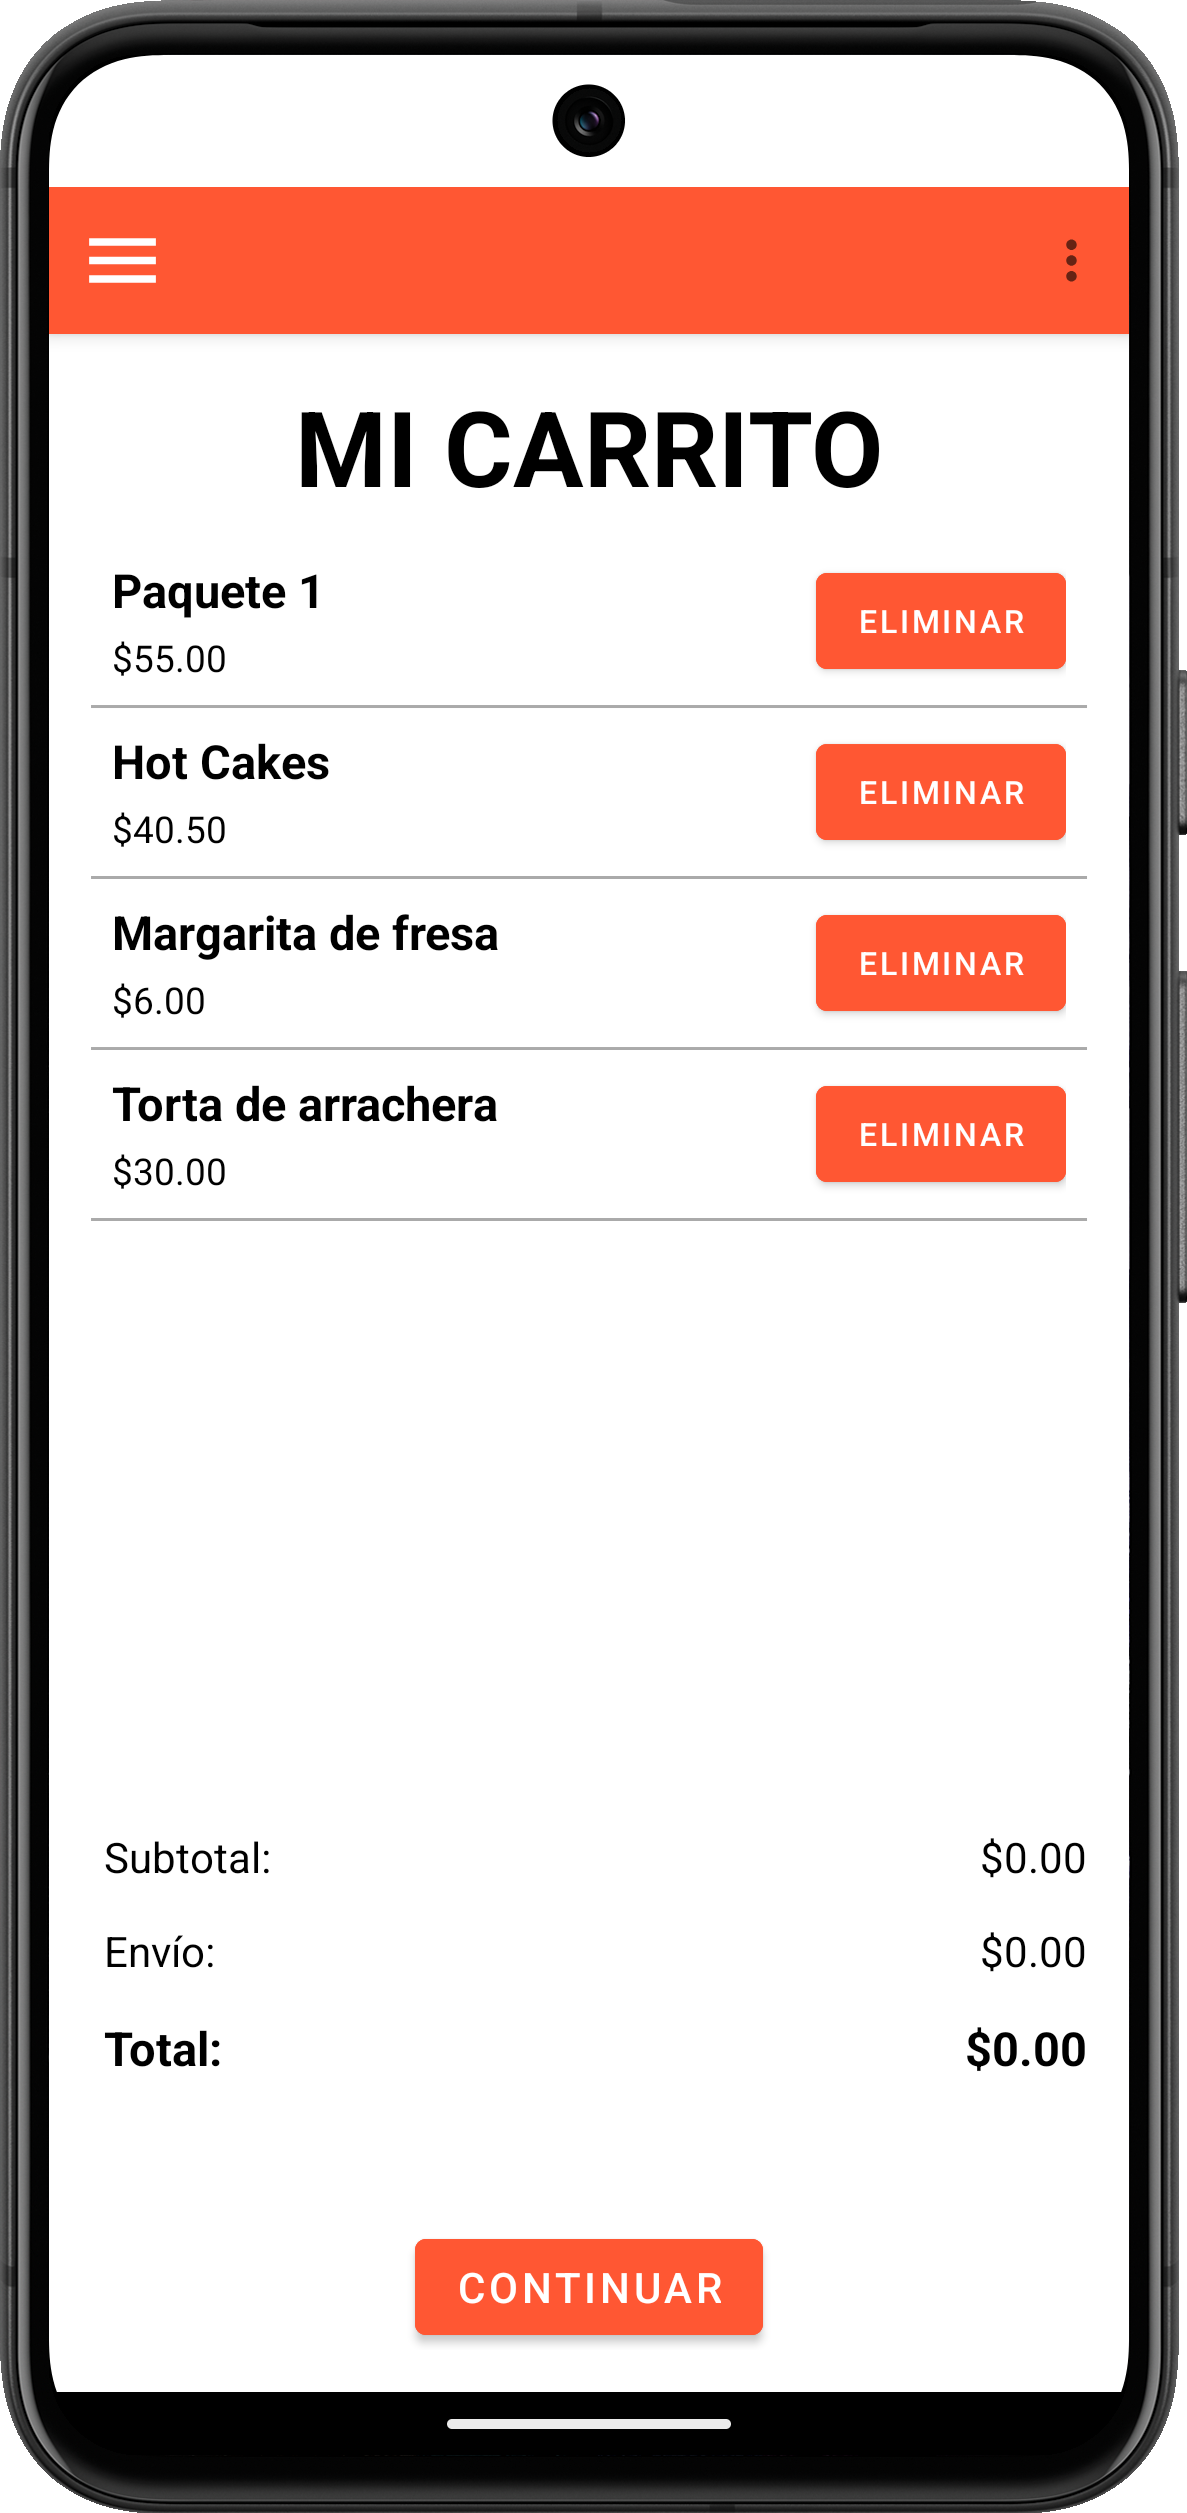 MI CARRITO
Paquete 1
ELIMINAR
$55.00
Hot Cakes
ELIMINAR
$40.50
Margarita de fresa
ELIMINAR
$6.00
Torta de arrachera
ELIMINAR
$30.00
Subtotal: $0.00
Envío: $0.00
Total: $0.00
CONTINUAR